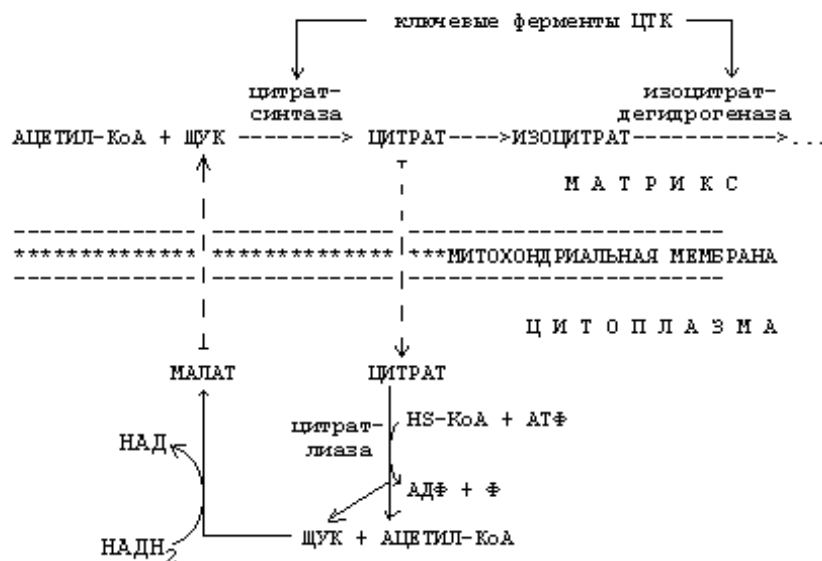 ключевые ферменты ЦТК
цитрат-
синтаза
изоцитрат-
дегидрогеназа
АЦЕТИЛ-КоА + ЩУК --------> ЦИТРАТ ---->ИЗОЦИТРАТ----------->...
М А Т Р И К С
***************МИТОХОНДРИАЛЬНАЯ МЕМБРАНА
Ц И Т О П Л А З М А
МАЛАТ ЦИТРАТ
цитрат-
лиаза
HS-КоА + АТФ
НАД
АДФ + Ф
ЩУК + АЦЕТИЛ-КоА
НАДН2